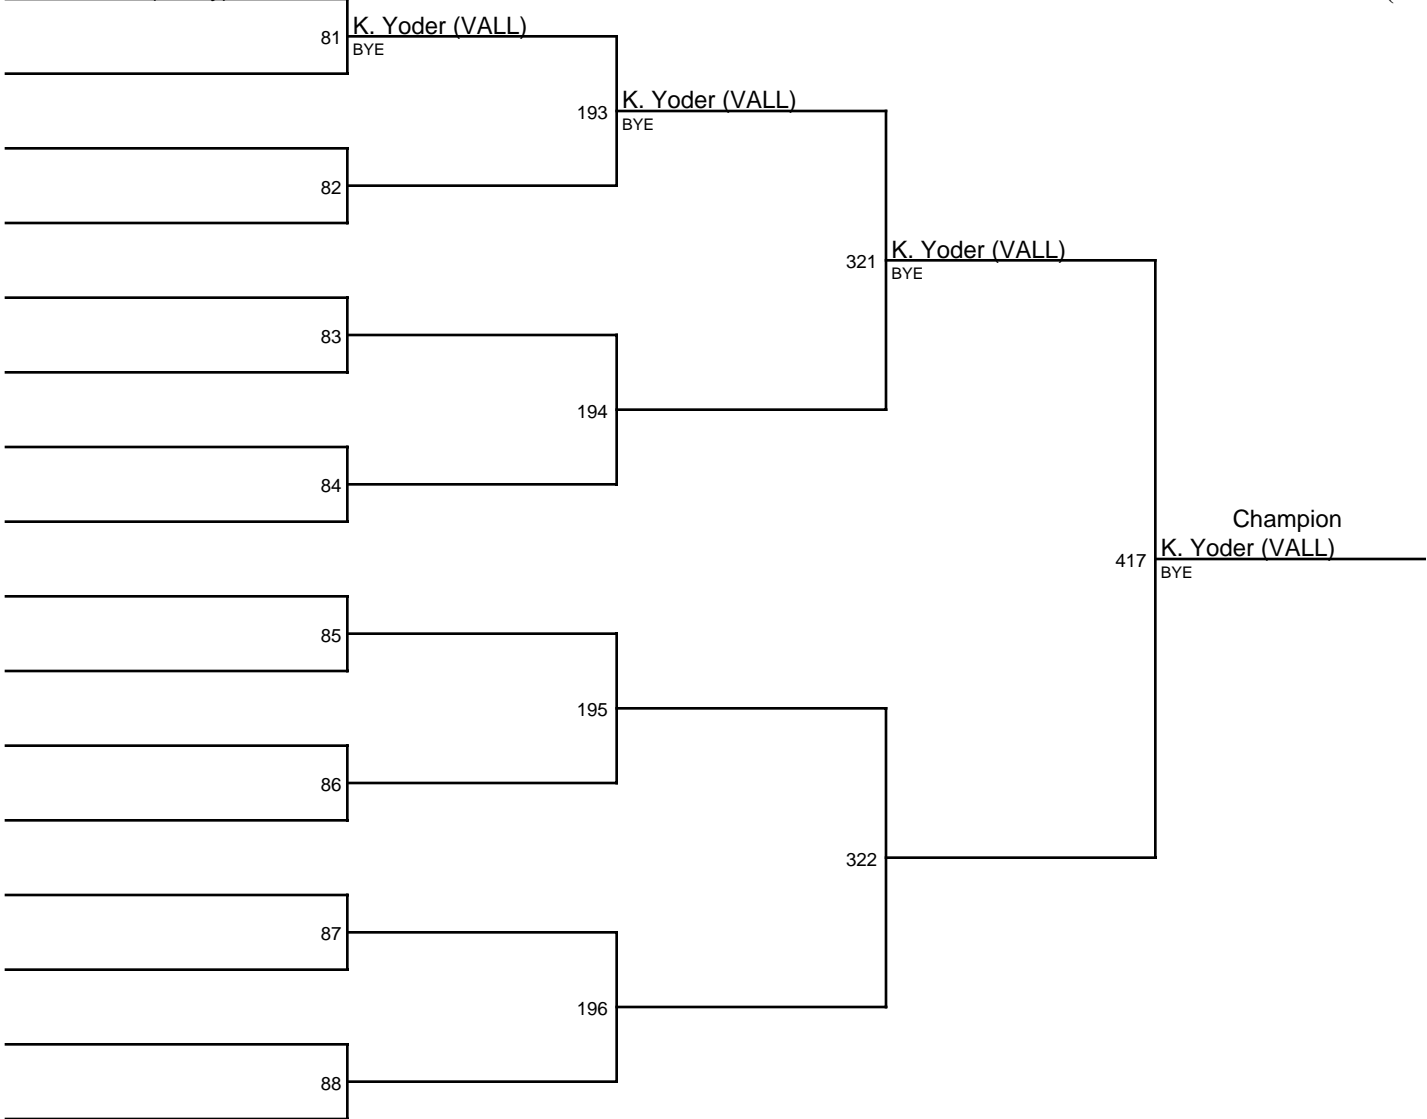 81
K. Yoder (VALL)
BYE
193
K. Yoder (VALL)
BYE
82
321
K. Yoder (VALL)
BYE
83
194
84
Champion
417
K. Yoder (VALL)
BYE
85
195
86
322
87
196
88